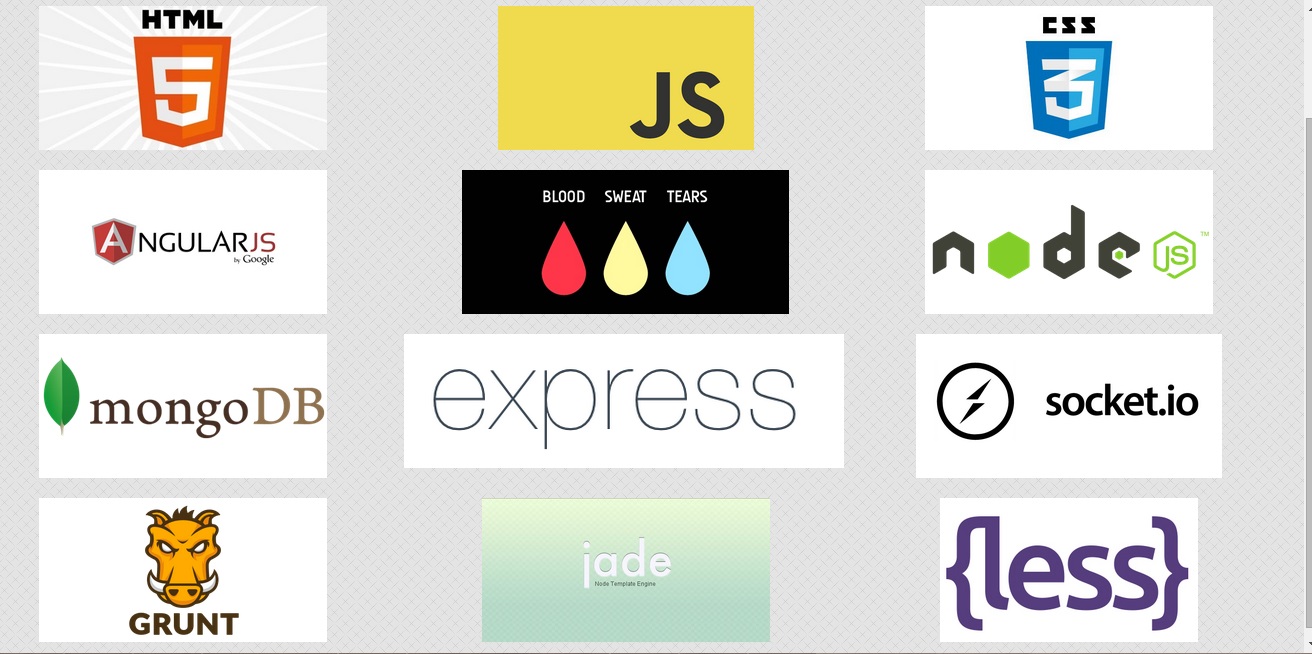 HTML
5
JS
CSS
3
ANGULARJS
by Google
BLOOD SWEAT TEARS
node
JS
TM
mongoDB
express
socket.io
GRUNT
jade
Node Template Engine
{less}